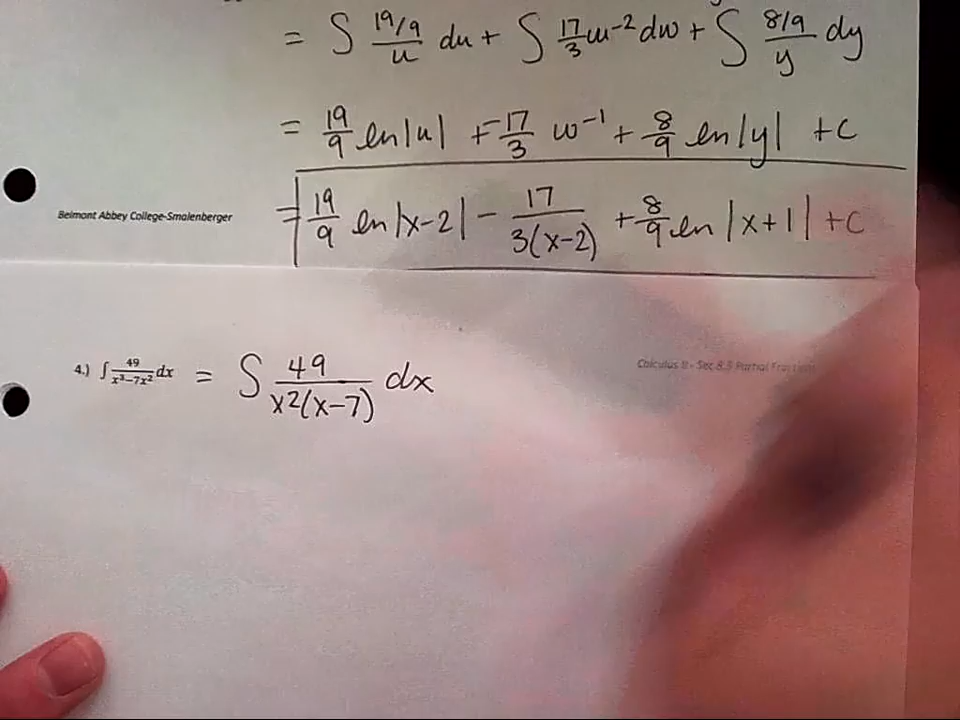 = ∫ 19/9 / u du + ∫ 17/3 w⁻² dw + ∫ 8/9 / y dy
= 19/9 ln|u| + -17/3 w⁻¹ + 8/9 ln|y| + C
= 19/9 ln|x-2| - 17/3(x-2) + 8/9 ln|x+1| + C
Belmont Abbey College-Smolenberger
Calculus II - Sec 8.5 Partial Fractions
4.) ∫ 49/x³-7x² dx = ∫ 49/x2(x-7) dx